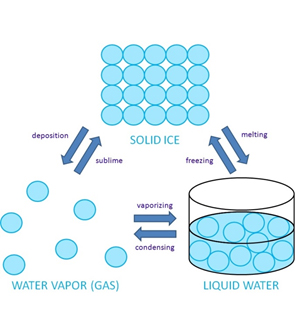 SOLID ICE
deposition
melting
sublime
freezing
vaporizing
condensing
WATER VAPOR (GAS)
LIQUID WATER